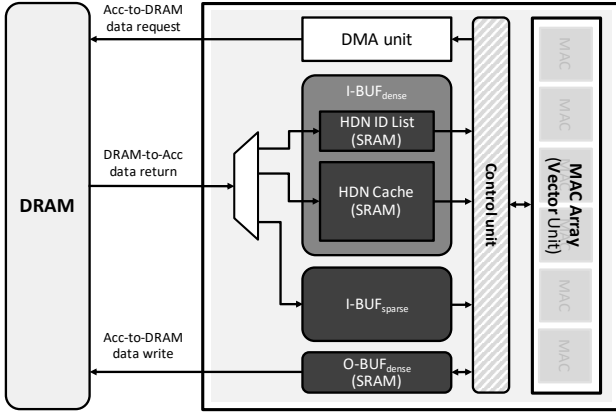 Acc-to-DRAM
data request
DMA unit
I-BUFdense
HDN ID List
(SRAM)
DRAM-to-Acc
data return
HDN Cache
(SRAM)
DRAM
I-BUFsparse
Acc-to-DRAM
data write
O-BUFdense
(SRAM)
Control unit
MAC Array
(Vector Unit)
MAC
MAC
MAC
MAC
MAC
MAC